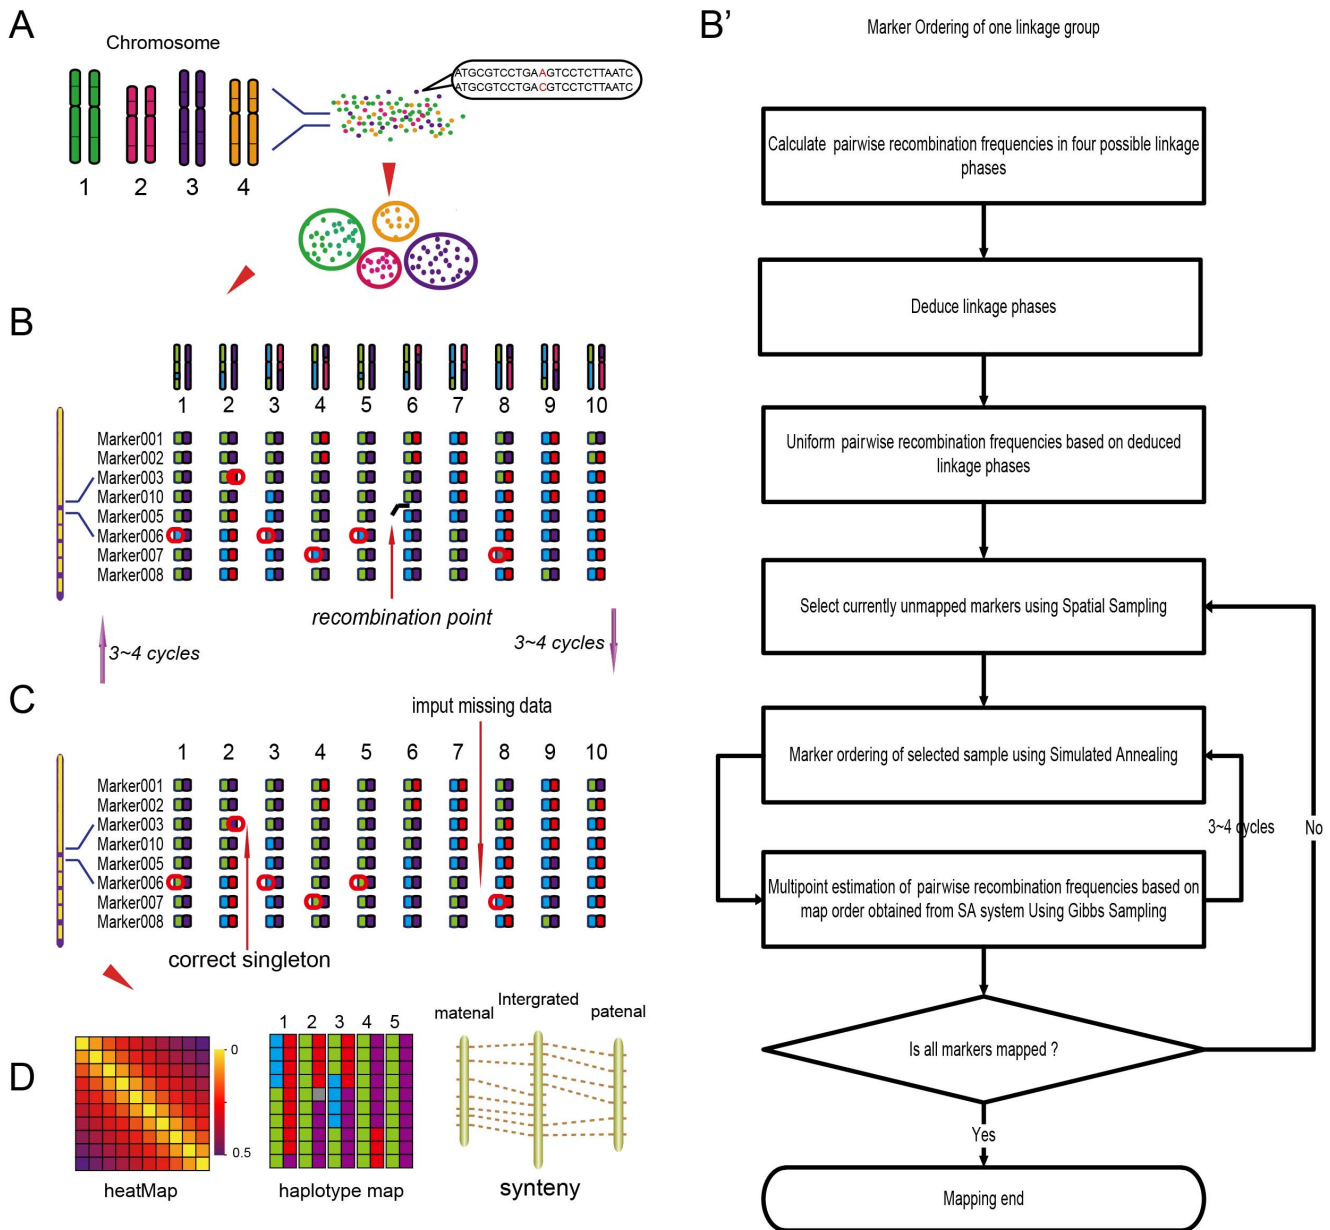 A
Chromosome
ATGCGTCCTGAAGTCCTCTTAATC
ATGCGTCCTGACGTCCTCTTAATC
1 2 3 4
B
1 2 3 4 5 6 7 8 9 10
Marker001
Marker002
Marker003
Marker010
Marker005
Marker006
Marker007
Marker008
recombination point
3~4 cycles
3~4 cycles
C
imput missing data
1 2 3 4 5 6 7 8 9 10
Marker001
Marker002
Marker003
Marker010
Marker005
Marker006
Marker007
Marker008
correct singleton
D
0
0.5
heatMap
1 2 3 4 5
haplotype map
matenal
Intergrated
patenal
synteny
B’
Marker Ordering of one linkage group
Calculate pairwise recombination frequencies in four possible linkage
phases
Deduce linkage phases
Uniform pairwise recombination frequencies based on deduced
linkage phases
Select currently unmapped markers using Spatial Sampling
Marker ordering of selected sample using Simulated Annealing
3~4 cycles
No
Multipoint estimation of pairwise recombination frequencies based on
map order obtained from SA system Using Gibbs Sampling
Is all markers mapped ?
Yes
Mapping end